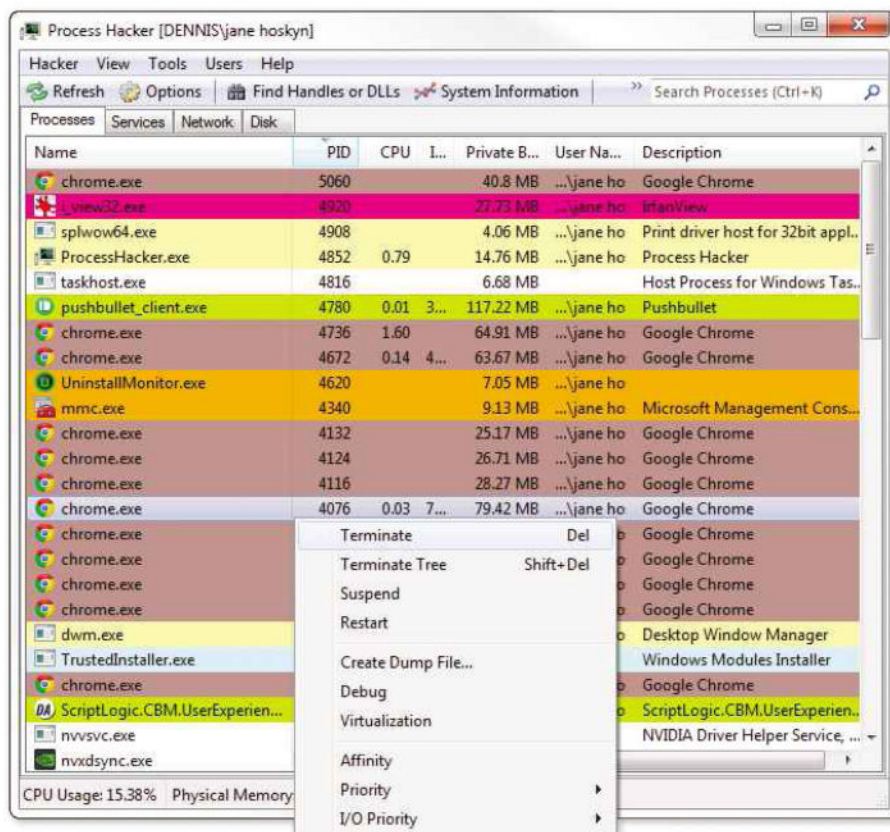 Process Hacker [DENNIS\jane hoskyn]
Hacker View Tools Users Help
Refresh Options Find Handles or DLLs System Information >> Search Processes (Ctrl+K)
Processes Services Network Disk
Name PID CPU I... Private B... User Na... Description
chrome.exe 5060 40.8 MB ...\jane ho Google Chrome
i_view32.exe 4920 27.73 MB ...\jane ho IrfanView
splwow64.exe 4908 4.06 MB ...\jane ho Print driver host for 32bit appl...
ProcessHacker.exe 4852 0.79 14.76 MB ...\jane ho Process Hacker
taskhost.exe 4816 6.68 MB Host Process for Windows Tas...
pushbullet_client.exe 4780 0.01 3... 117.22 MB ...\jane ho Pushbullet
chrome.exe 4736 1.60 64.91 MB ...\jane ho Google Chrome
chrome.exe 4672 0.14 4... 63.67 MB ...\jane ho Google Chrome
UninstallMonitor.exe 4620 7.05 MB ...\jane ho
mmc.exe 4340 9.13 MB ...\jane ho Microsoft Management Cons...
chrome.exe 4132 25.17 MB ...\jane ho Google Chrome
chrome.exe 4124 26.71 MB ...\jane ho Google Chrome
chrome.exe 4116 28.27 MB ...\jane ho Google Chrome
chrome.exe 4076 0.03 7... 79.42 MB ...\jane ho Google Chrome
chrome.exe Google Chrome
chrome.exe Google Chrome
chrome.exe Google Chrome
chrome.exe Google Chrome
dwm.exe Desktop Window Manager
TrustedInstaller.exe Windows Modules Installer
chrome.exe Google Chrome
DA ScriptLogic.CBM.UserExperien... ScriptLogic.CBM.UserExperien...
nvvsvc.exe NVIDIA Driver Helper Service, ...
nvxdsync.exe
CPU Usage: 15.38% Physical Memory
Terminate Del
Terminate Tree Shift+Del
Suspend
Restart
Create Dump File...
Debug
Virtualization
Affinity
Priority
I/O Priority